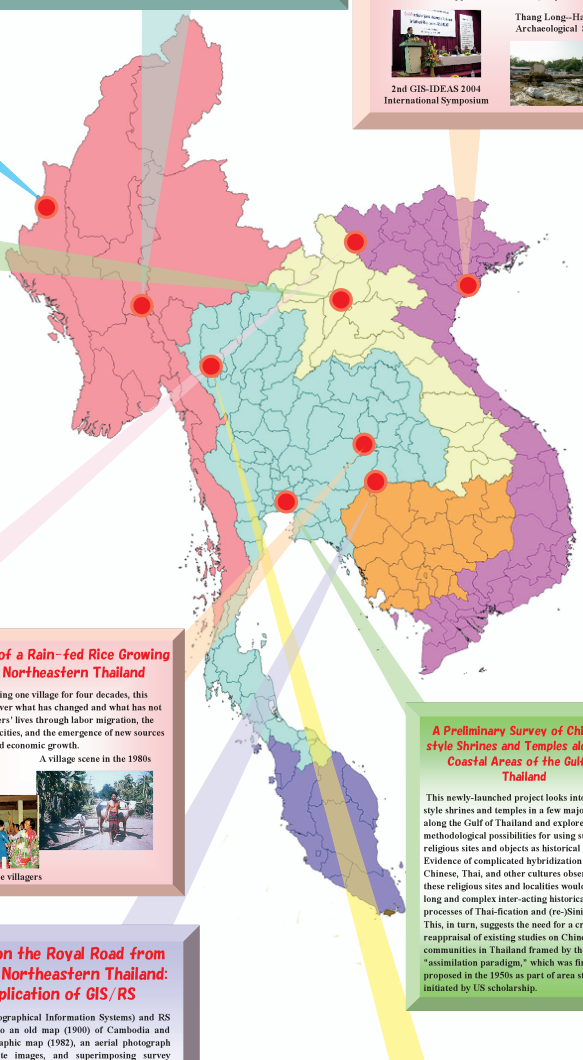 Thang Long--Ha
Archaeological
2nd GIS-IDEAS 2004
International Symposium
of a Rain-fed Rice Growing
Northeastern Thailand
ing one village for four decades, this
ver what has changed and what has not
ers' lives through labor migration, the
cities, and the emergence of new sources
d economic growth.
A village scene in the 1980s
e villagers
on the Royal Road from
Northeastern Thailand:
plication of GIS/RS
ographical Information Systems) and RS
o an old map (1900) of Cambodia and
raphic map (1982), an aerial photograph
te images, and superimposing survey
A Preliminary Survey of Chi
style Shrines and Temples alo
Coastal Areas of the Gulf
Thailand
This newly-launched project looks into
style shrines and temples in a few majo
along the Gulf of Thailand and explore
methodological possibilities for using su
religious sites and objects as historical
Evidence of complicated hybridization
Chinese, Thai, and other cultures obser
these religious sites and localities would
long and complex inter-acting historica
processes of Thai-fication and (re-)Sini
This, in turn, suggests the need for a cr
reappraisal of existing studies on Chine
communities in Thailand framed by the
"assimilation paradigm," which was fir
proposed in the 1950s as part of area st
initiated by US scholarship.